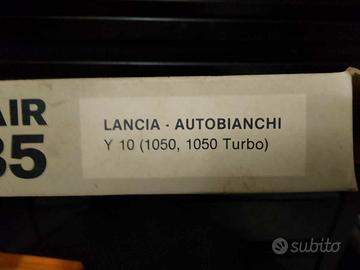 AIR
35
LANCIA - AUTOBIANCHI
Y 10 (1050, 1050 Turbo)
subito